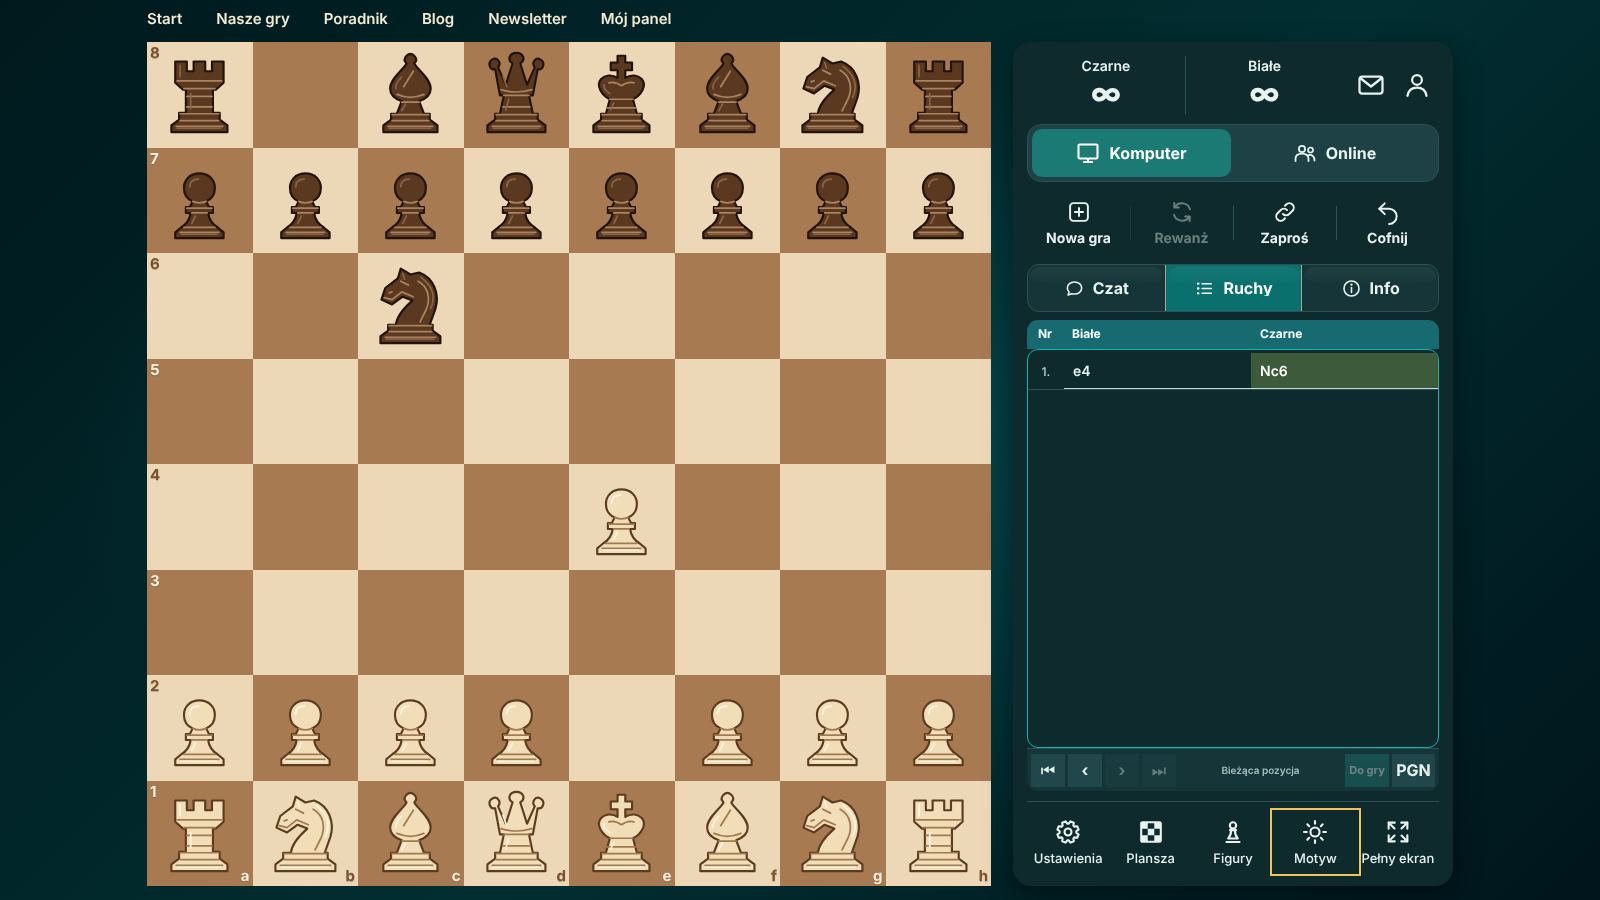 Start Nasze gry Poradnik Blog Newsletter Mój panel
8
7
6
5
4
3
2
1
a b c d e f g h
Czarne Białe
∞ ∞
Komputer Online
Nowa gra Rewanż Zaproś Cofnij
Czat Ruchy Info
Nr Białe Czarne
1. e4 Nc6
Bieżąca pozycja Do gry PGN
Ustawienia Plansza Figury Motyw Pełny ekran